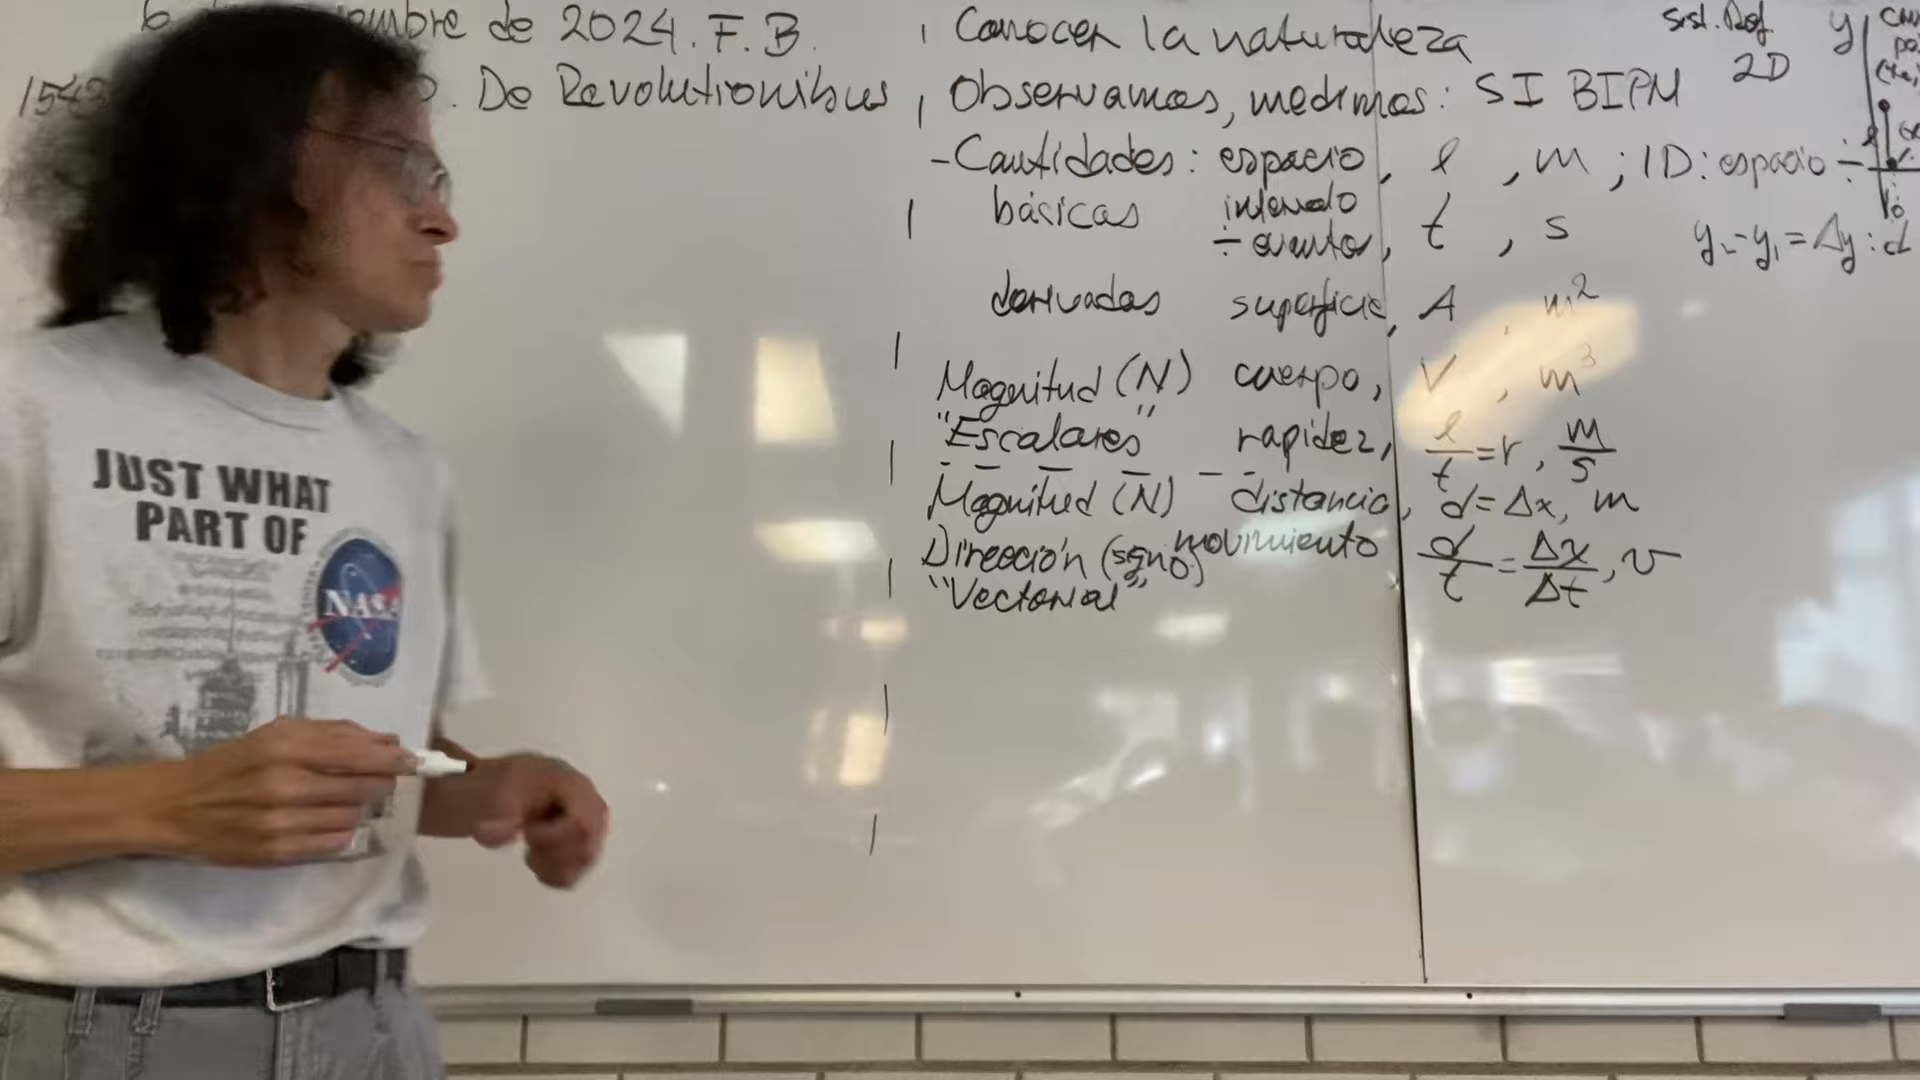 6 de 2024. F. B.
De Revolutionibus
Conocer la naturaleza
Observamos, medimos: SI BIPM
- Cantidades: espacio, l, m; 1D: espacio ÷
básicas intervalo ÷ eventos, t, s
derivadas superficie, A, m²
Magnitud (N) cuerpo, V, m³
"Escalares" rapidez, l/t = r, m/s
Magnitud (N) distancia, d = Δx, m
Dirección (signo) movimiento d/t = Δx/Δt, v
"Vectorial"
Sist. Ref. y
2D
y₂-y₁=Δy: d
JUST WHAT
PART OF
NASA